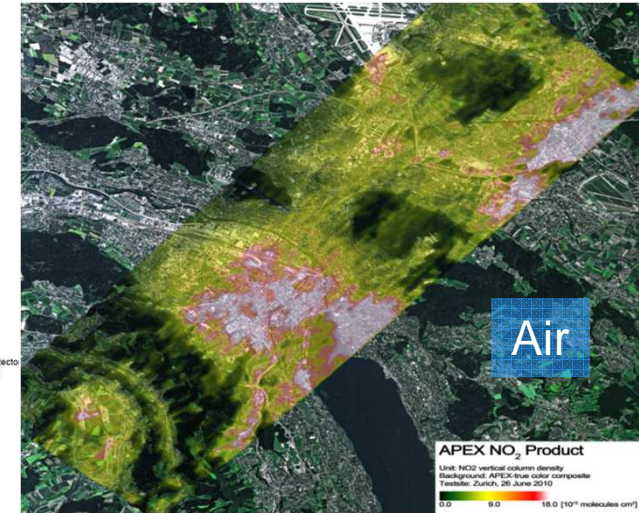 tecto
Air
APEX NO₂ Product
Unit: NO2 vertical column density
Background: APEX-true color composite
Testsite: Zurich, 26 June 2010
0.0 9.0 18.0 [10¹⁵ molecules cm²]